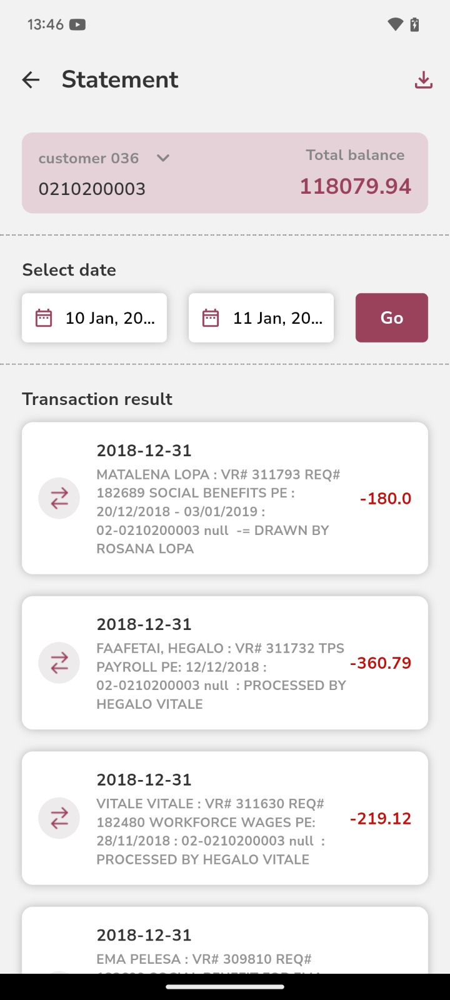 13:46
Statement
customer 036
Total balance
0210200003
118079.94
Select date
10 Jan, 20...
11 Jan, 20...
Go
Transaction result
2018-12-31
MATALENA LOPA : VR# 311793 REQ#
182689 SOCIAL BENEFITS PE :
20/12/2018 - 03/01/2019 :
02-0210200003 null  -= DRAWN BY
ROSANA LOPA
-180.0
2018-12-31
FAAFETAI, HEGALO : VR# 311732 TPS
PAYROLL PE: 12/12/2018 :
02-0210200003 null  : PROCESSED BY
HEGALO VITALE
-360.79
2018-12-31
VITALE VITALE : VR# 311630 REQ#
182480 WORKFORCE WAGES PE:
28/11/2018 : 02-0210200003 null  :
PROCESSED BY HEGALO VITALE
-219.12
2018-12-31
EMA PELESA : VR# 309810 REQ#